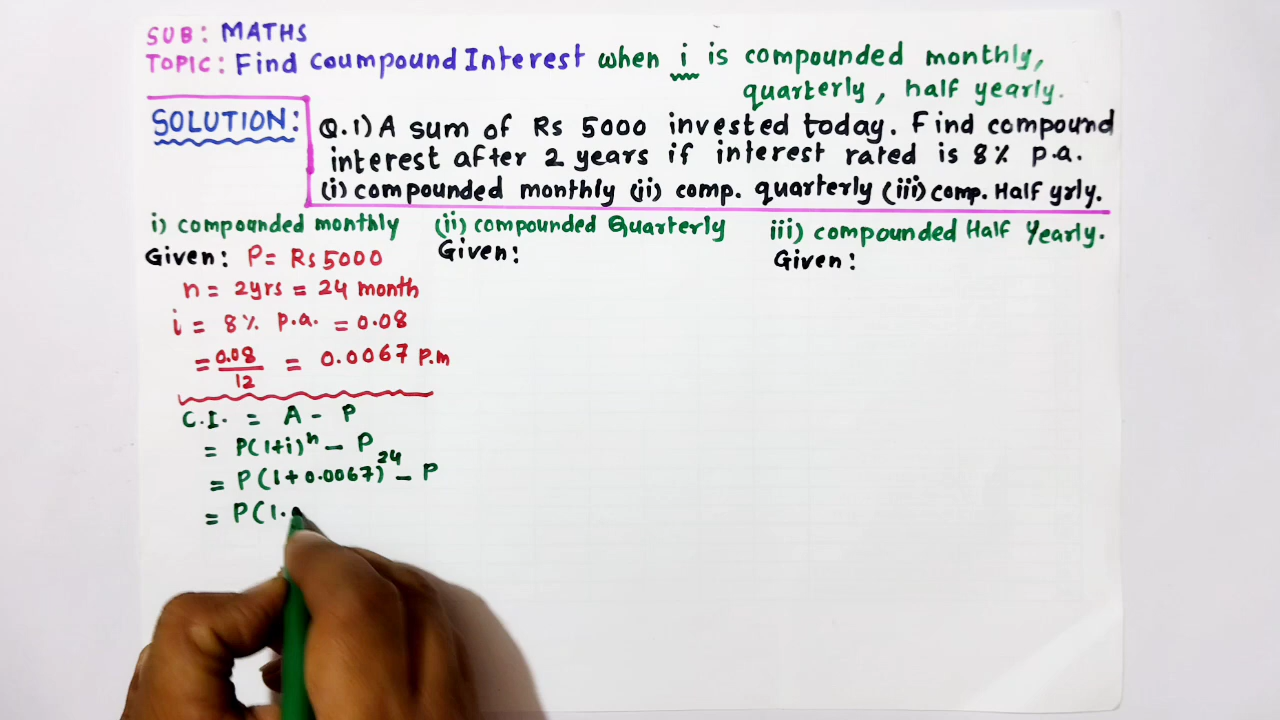 SUB: MATHS
TOPIC: Find Coumpound Interest when i is compounded monthly,
quarterly, half yearly.
SOLUTION:
Q.1) A sum of Rs 5000 invested today. Find compound
interest after 2 years if interest rated is 8% p.a.
(i) compounded monthly (ii) comp. quarterly (iii) comp. Half yrly.
i) compounded monthly
Given: P= Rs 5000
n = 2yrs = 24 month
i = 8% p.a. = 0.08
= 0.08/12 = 0.0067 P.m
C.I. = A - P
= P(1+i)^n - P
= P(1+0.0067)^24 - P
= P(1.
(ii) compounded Quarterly
Given:
iii) compounded Half Yearly.
Given: